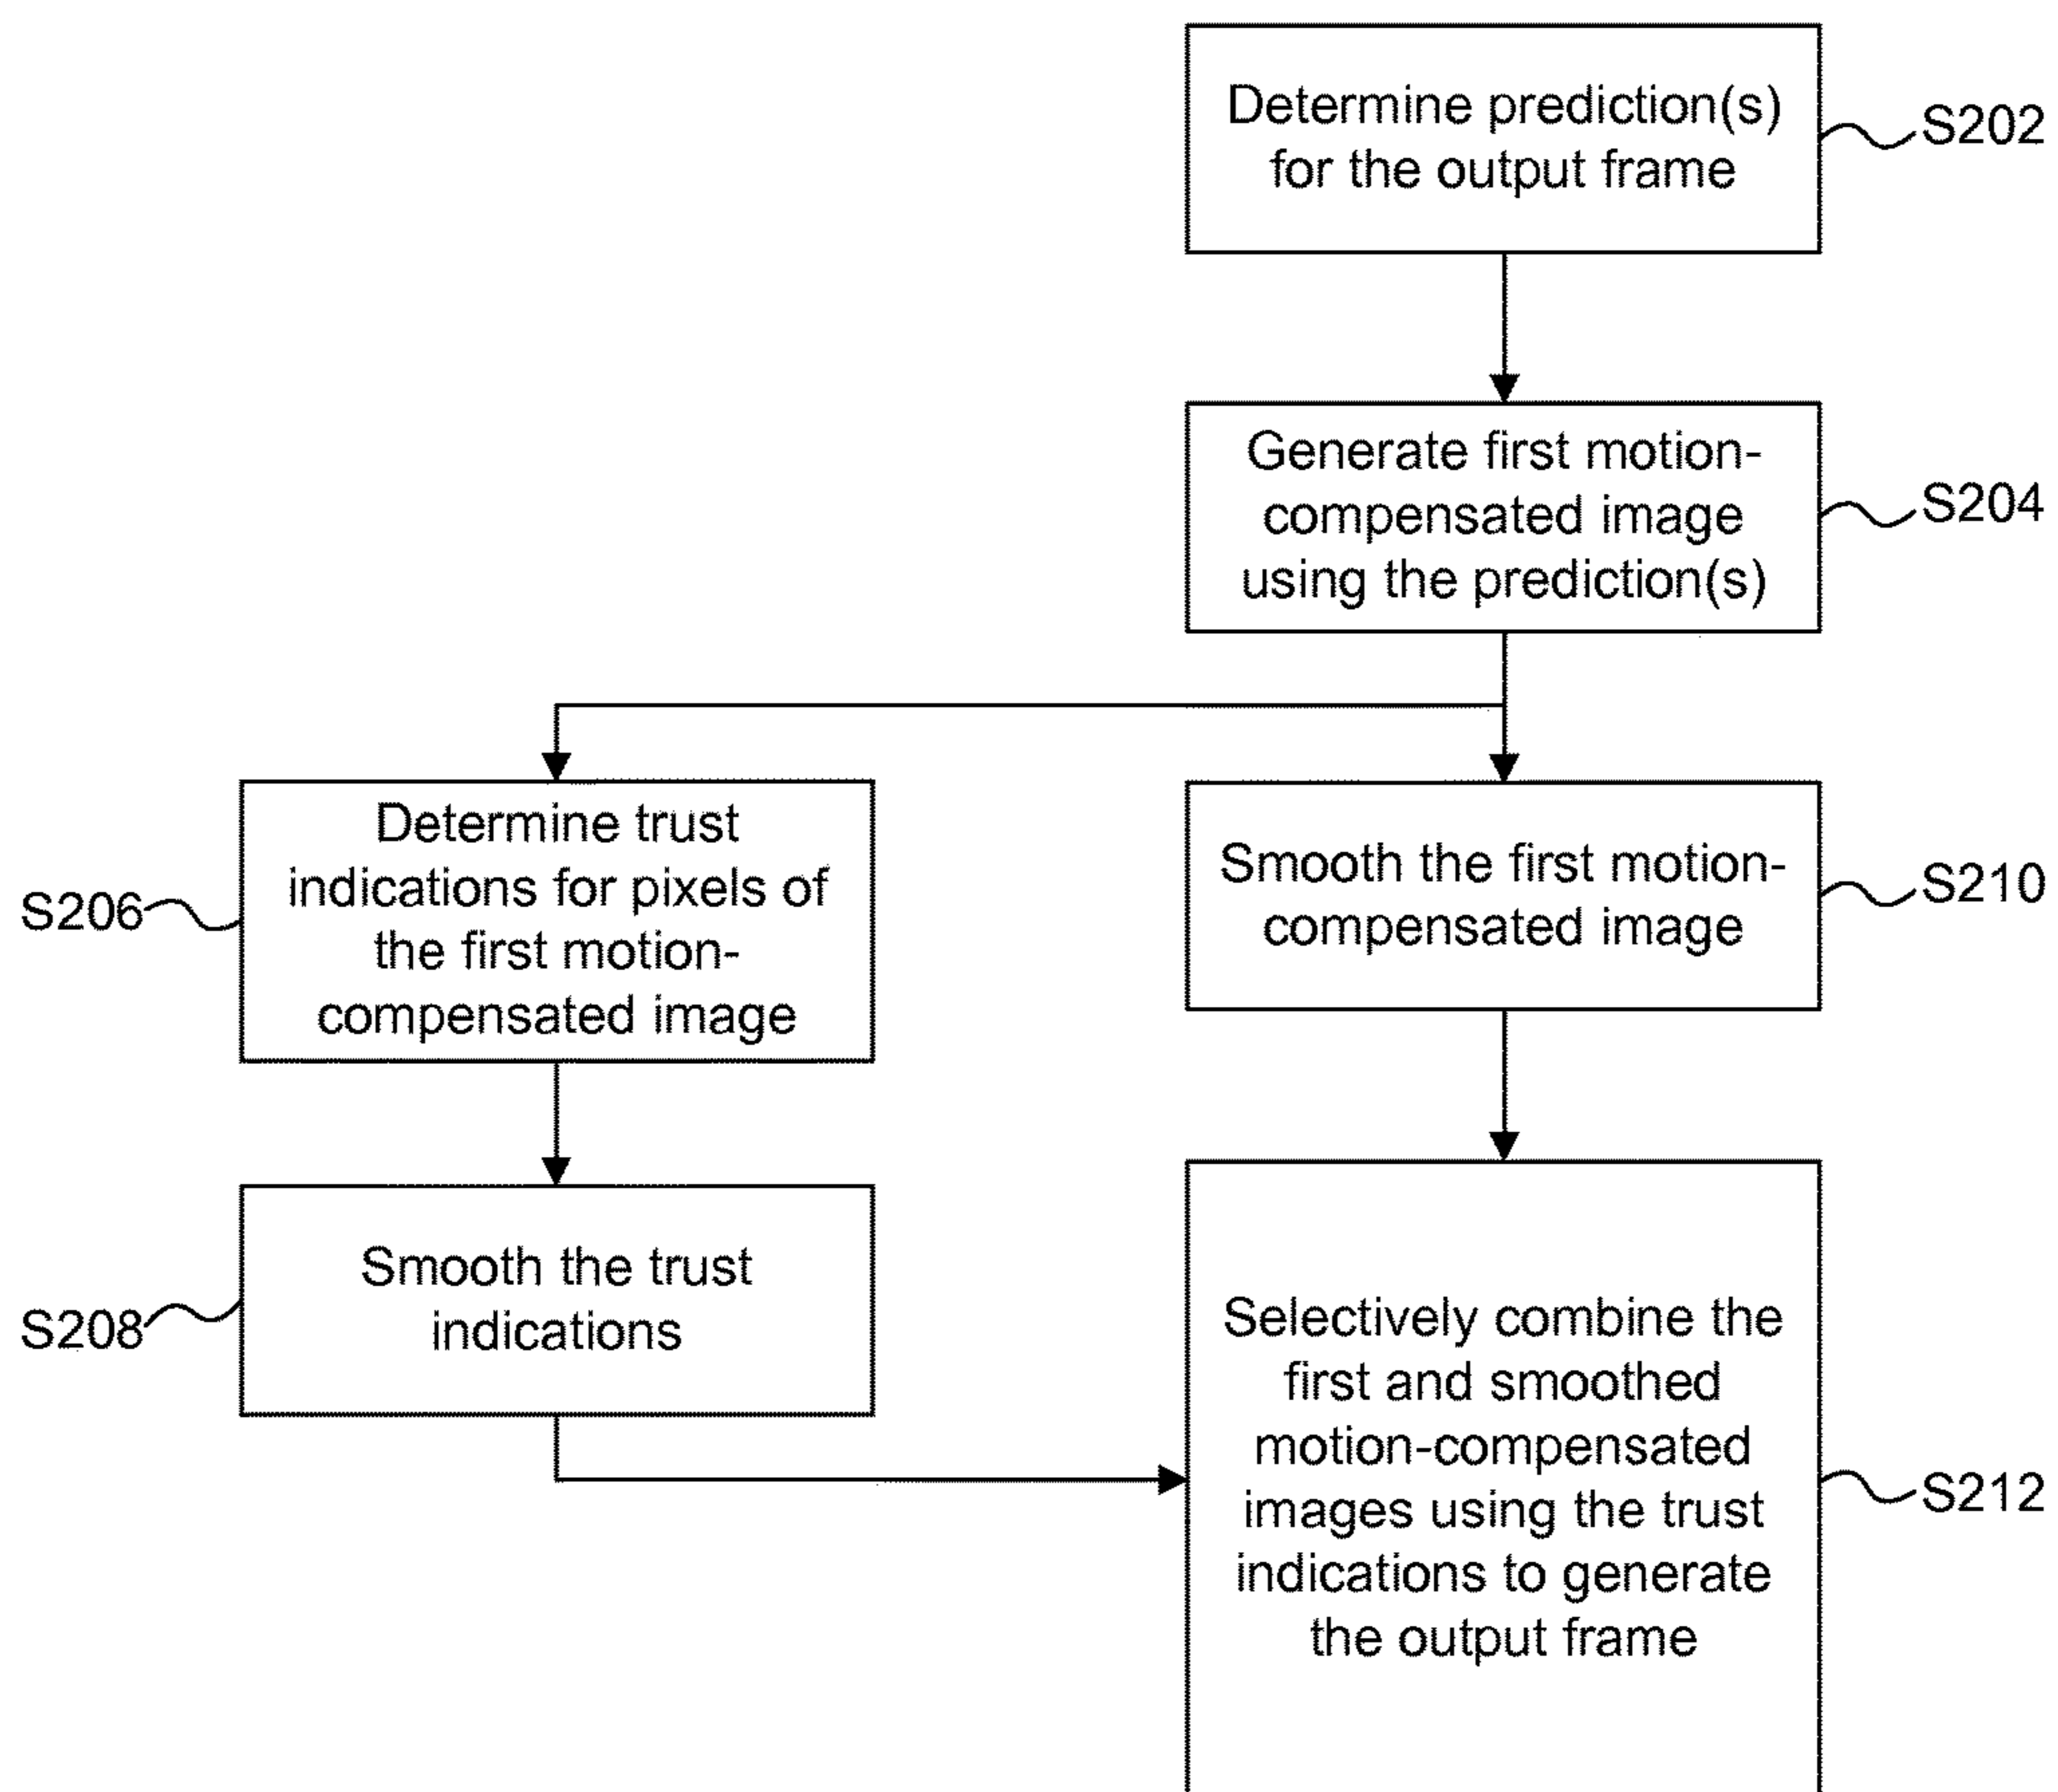 Determine prediction(s)
for the output frame
S202
Generate first motion-
compensated image
using the prediction(s)
S204
Determine trust
indications for pixels of
the first motion-
compensated image
S206
Smooth the first motion-
compensated image
S210
Smooth the trust
indications
S208
Selectively combine the
first and smoothed
motion-compensated
images using the trust
indications to generate
the output frame
S212